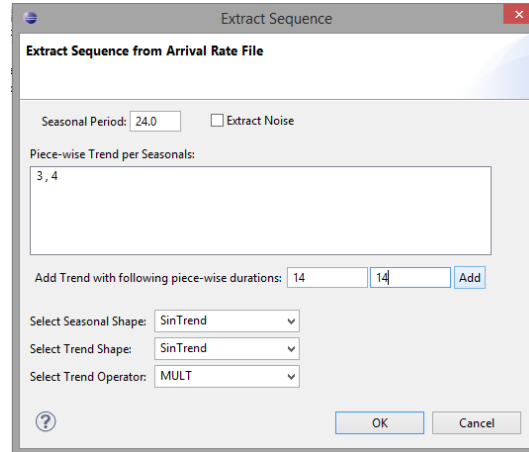 Extract Sequence
Extract Sequence from Arrival Rate File
Seasonal Period: 24.0 Extract Noise
Piece-wise Trend per Seasonals:
3 , 4
Add Trend with following piece-wise durations: 14 14 Add
Select Seasonal Shape: SinTrend
Select Trend Shape: SinTrend
Select Trend Operator: MULT
? OK Cancel